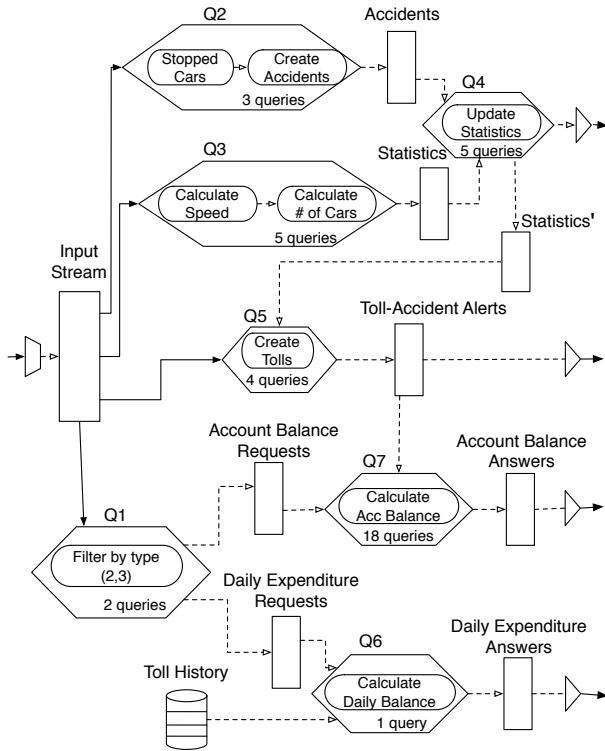 Q2
Accidents
Stopped
Cars
Create
Accidents
3 queries
Q4
Update
Statistics
5 queries
Q3
Statistics
Calculate
Speed
Calculate
# of Cars
5 queries
Statistics'
Input
Stream
Q5
Toll-Accident Alerts
Create
Tolls
4 queries
Account Balance
Requests
Q7
Account Balance
Answers
Calculate
Acc Balance
18 queries
Q1
Filter by type
(2,3)
2 queries
Daily Expenditure
Requests
Q6
Daily Expenditure
Answers
Toll History
Calculate
Daily Balance
1 query